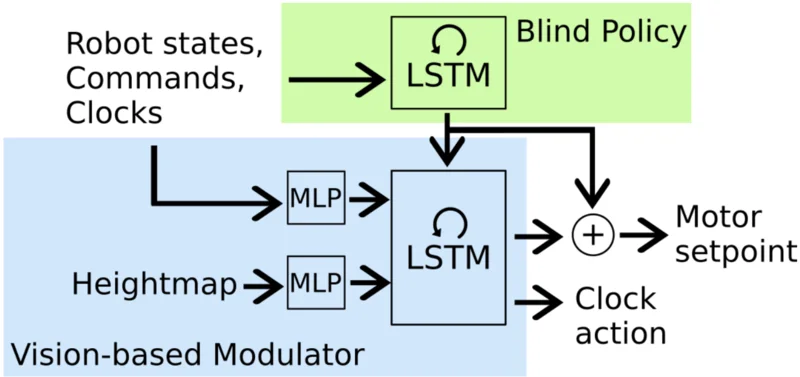 Robot states,
Commands,
Clocks
LSTM
Blind Policy
MLP
LSTM
+
Motor
setpoint
Heightmap
MLP
Clock
action
Vision-based Modulator